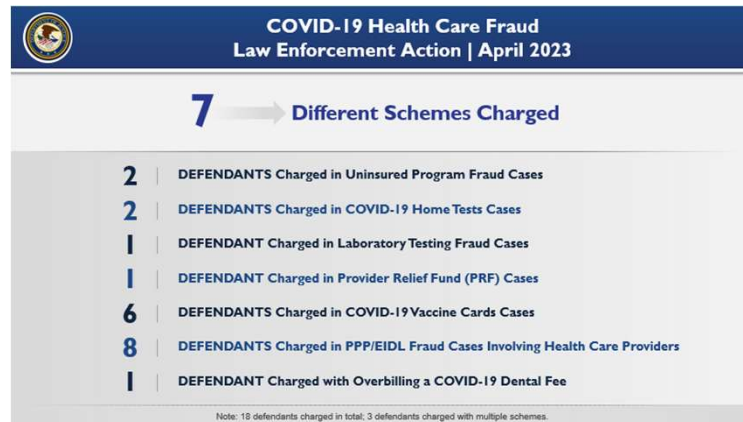 COVID-19 Health Care Fraud
Law Enforcement Action | April 2023
7 Different Schemes Charged
2 DEFENDANTS Charged in Uninsured Program Fraud Cases
2 DEFENDANTS Charged in COVID-19 Home Tests Cases
1 DEFENDANT Charged in Laboratory Testing Fraud Cases
1 DEFENDANT Charged in Provider Relief Fund (PRF) Cases
6 DEFENDANTS Charged in COVID-19 Vaccine Cards Cases
8 DEFENDANTS Charged in PPP/EIDL Fraud Cases Involving Health Care Providers
1 DEFENDANT Charged with Overbilling a COVID-19 Dental Fee
Note: 18 defendants charged in total; 3 defendants charged with multiple schemes.